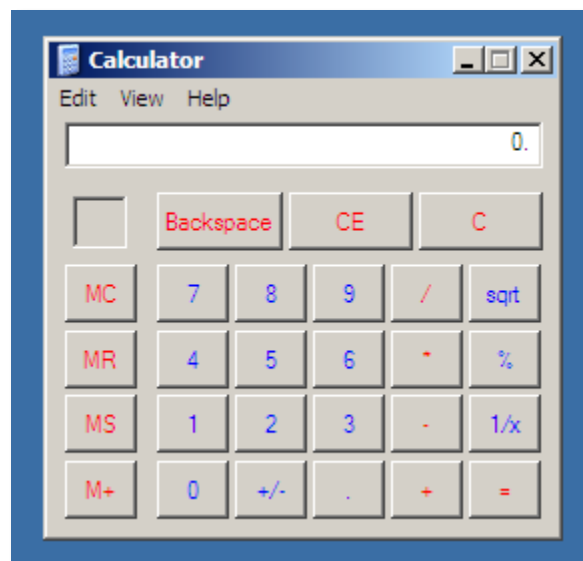 Calculator
Edit View Help
0.
Backspace CE C
MC 7 8 9 / sqrt
MR 4 5 6 * %
MS 1 2 3 - 1/x
M+ 0 +/- . + =